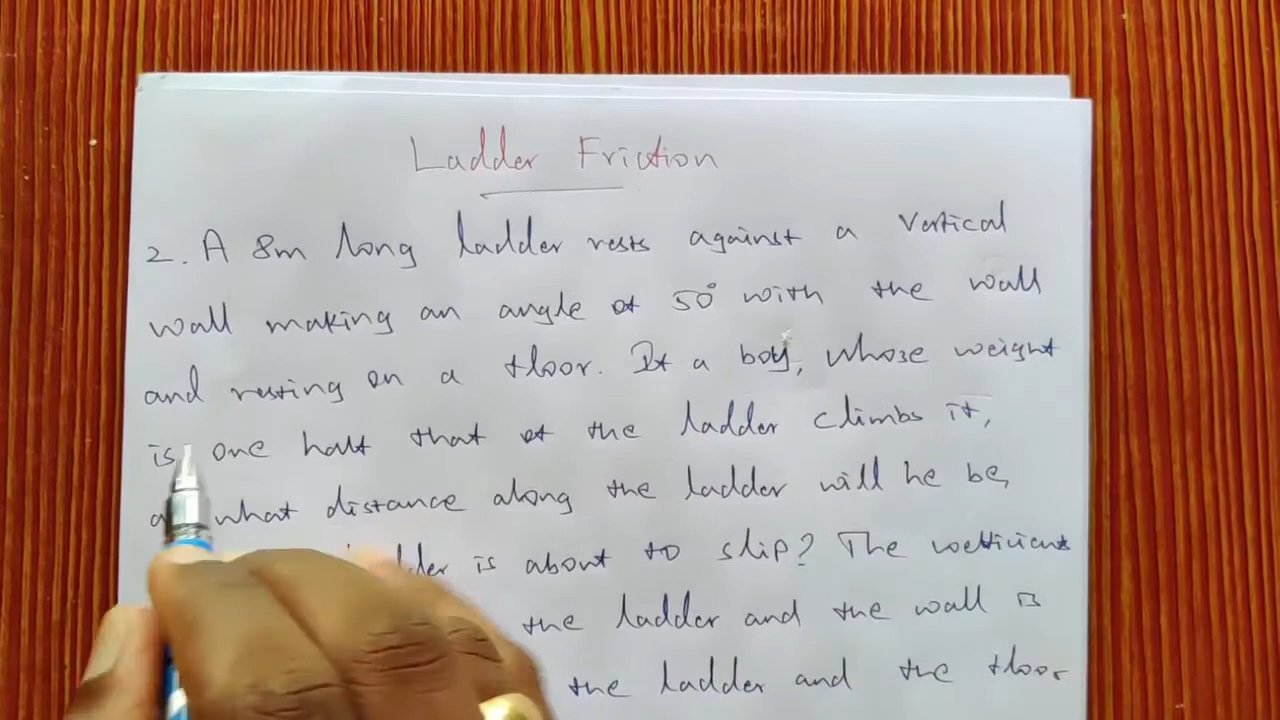 Ladder Friction
2. A 8m long ladder rests against a vertical
wall making an angle of 50° with the wall
and resting on a floor. If a boy, whose weight
is one half that of the ladder climbs it,
what distance along the ladder will he be,
is about to slip? The coefficient
the ladder and the wall is
the ladder and the floor